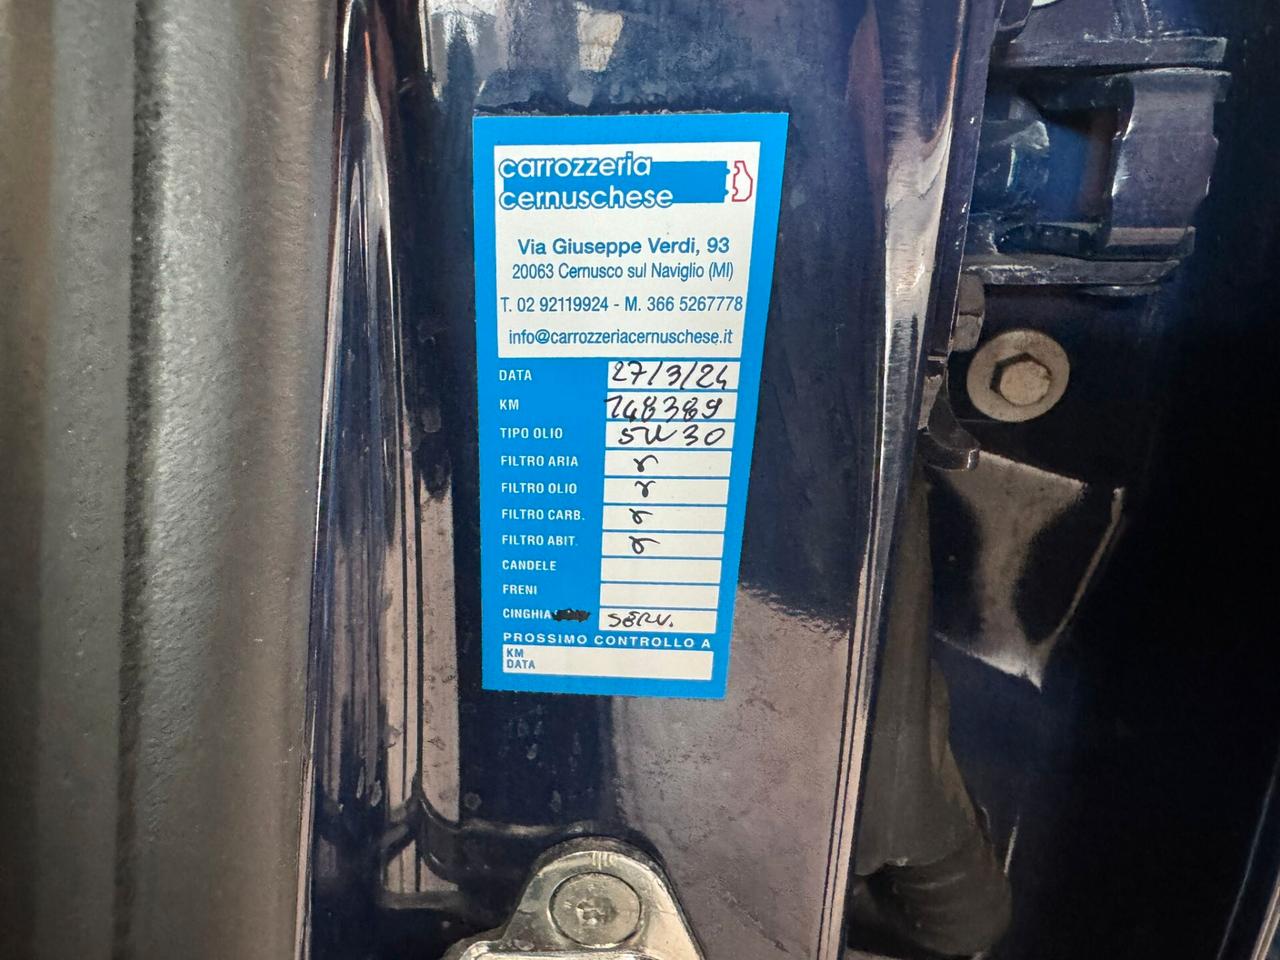 carrozzeria
cernuschese
Via Giuseppe Verdi, 93
20063 Cernusco sul Naviglio (MI)
T. 02 92119924 - M. 366 5267778
info@carrozzeriacernuschese.it
DATA 27/3/24
KM 148389
TIPO OLIO 5W30
FILTRO ARIA
FILTRO OLIO
FILTRO CARB.
FILTRO ABIT.
CANDELE
FRENI
CINGHIA SERV.
PROSSIMO CONTROLLO A
KM
DATA